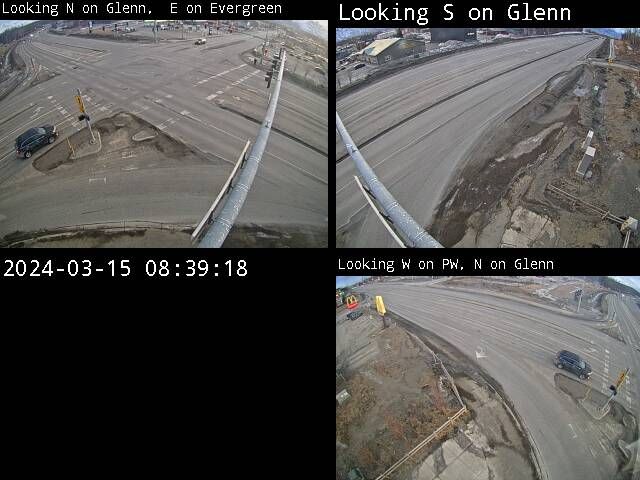 Looking N on Glenn,  E on Evergreen
Looking S on Glenn
2024-03-15 08:39:18
Looking W on PW, N on Glenn